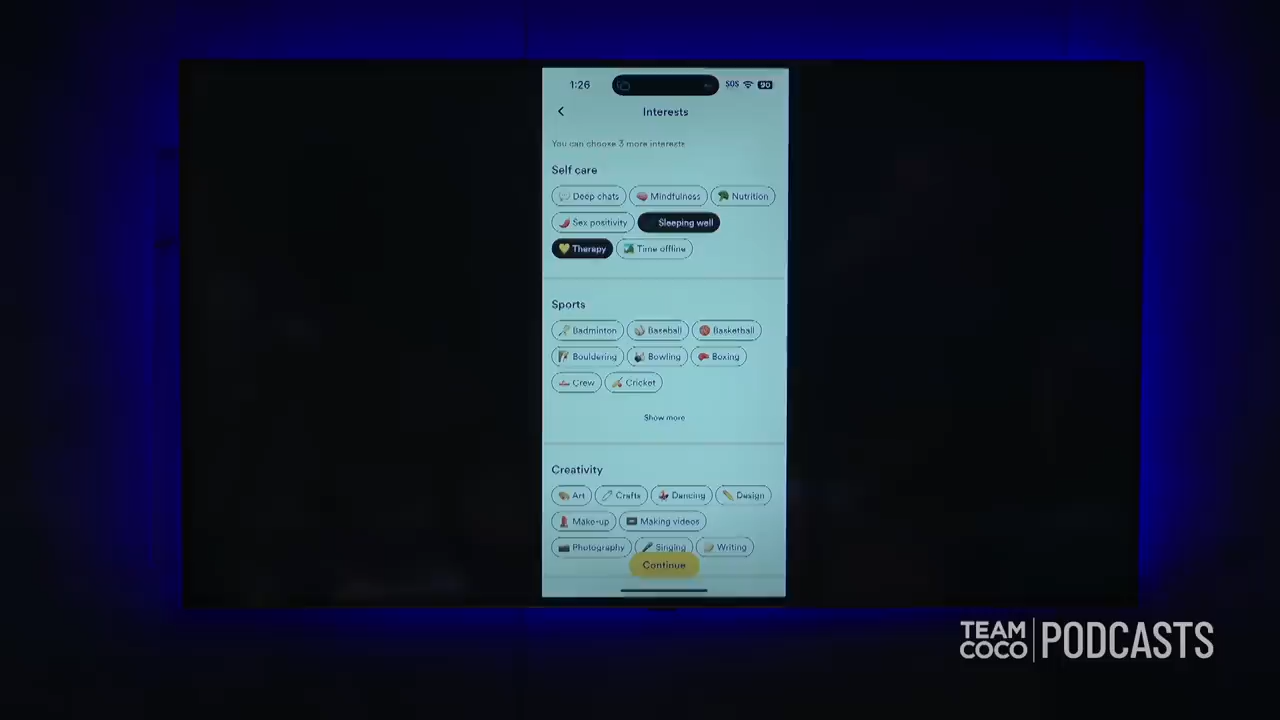 1:26 SOS 90
Interests
You can choose 3 more interests
Self care
Deep chats Mindfulness Nutrition
Sex positivity Sleeping well
Therapy Time offline
Sports
Badminton Baseball Basketball
Bouldering Bowling Boxing
Crew Cricket
Show more
Creativity
Art Crafts Dancing Design
Make-up Making videos
Photography Singing Writing
Continue
TEAM COCO PODCASTS